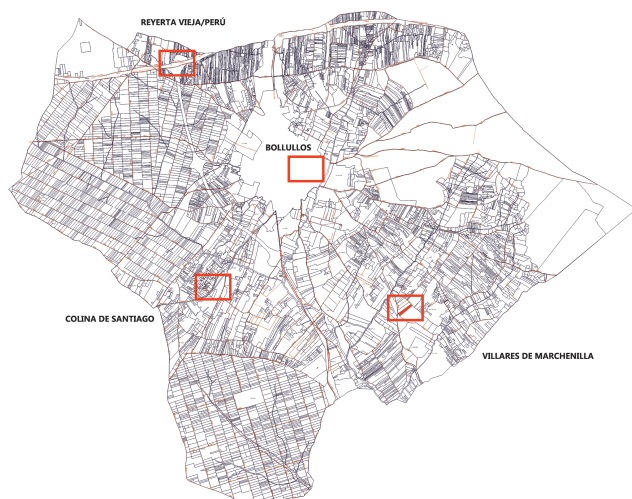 REYERTA VIEJA/PERÚ
BOLLULLOS
COLINA DE SANTIAGO
VILLARES DE MARCHENILLA